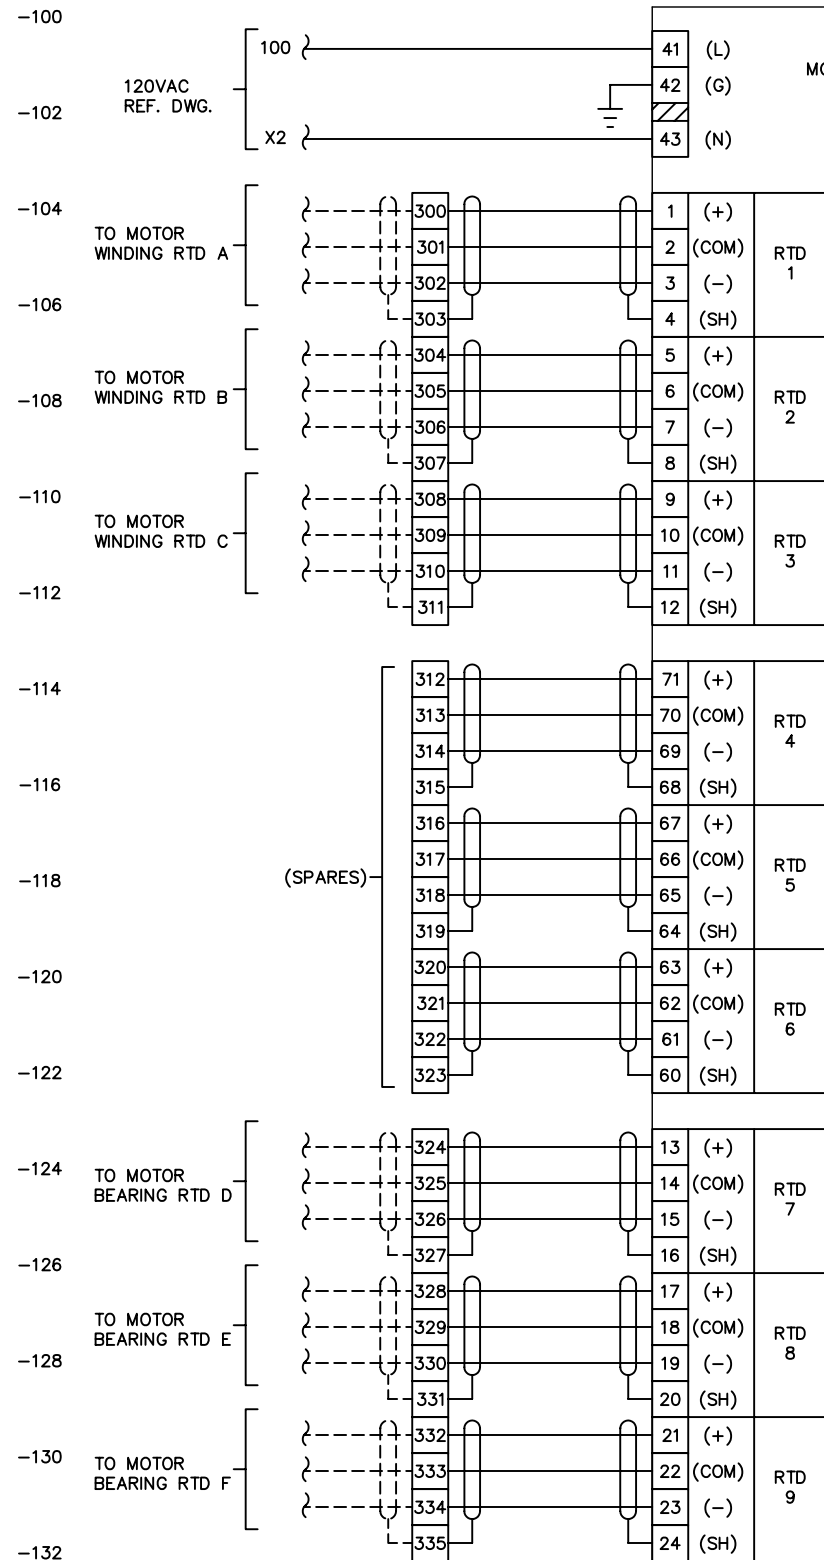 -100
100 41 (L)
MO
120VAC
REF. DWG.
42 (G)
-102
X2 43 (N)
-104
TO MOTOR
WINDING RTD A
300 1 (+)
301 2 (COM)
302 3 (-)
303 4 (SH)
RTD
1
-106
TO MOTOR
WINDING RTD B
304 5 (+)
305 6 (COM)
306 7 (-)
307 8 (SH)
RTD
2
-108
-110
TO MOTOR
WINDING RTD C
308 9 (+)
309 10 (COM)
310 11 (-)
311 12 (SH)
RTD
3
-112
-114
312 71 (+)
313 70 (COM)
314 69 (-)
315 68 (SH)
RTD
4
-116
316 67 (+)
317 66 (COM)
318 65 (-)
319 64 (SH)
RTD
5
(SPARES)
-118
-120
320 63 (+)
321 62 (COM)
322 61 (-)
323 60 (SH)
RTD
6
-122
-124
TO MOTOR
BEARING RTD D
324 13 (+)
325 14 (COM)
326 15 (-)
327 16 (SH)
RTD
7
-126
TO MOTOR
BEARING RTD E
328 17 (+)
329 18 (COM)
330 19 (-)
331 20 (SH)
RTD
8
-128
-130
TO MOTOR
BEARING RTD F
332 21 (+)
333 22 (COM)
334 23 (-)
335 24 (SH)
RTD
9
-132